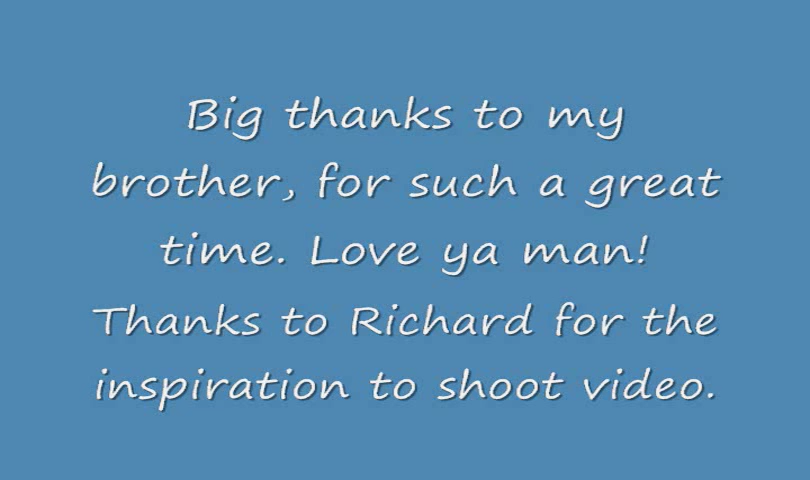 Big thanks to my
brother, for such a great
time. Love ya man!
Thanks to Richard for the
inspiration to shoot video.